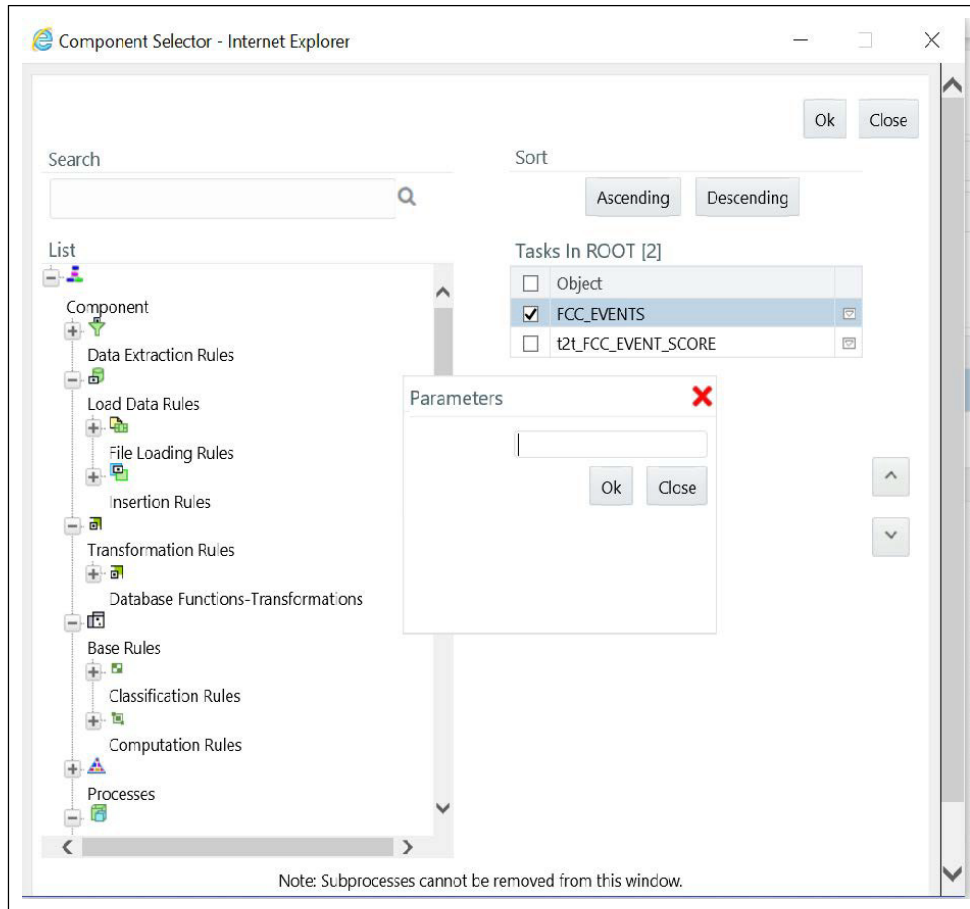 Component Selector - Internet Explorer
Ok Close
Search
Sort
Ascending Descending
List
Tasks In ROOT [2]
Object
FCC_EVENTS
t2t_FCC_EVENT_SCORE
Component
Data Extraction Rules
Load Data Rules
File Loading Rules
Insertion Rules
Transformation Rules
Database Functions-Transformations
Base Rules
Classification Rules
Computation Rules
Processes
Parameters
Ok Close
Note: Subprocesses cannot be removed from this window.